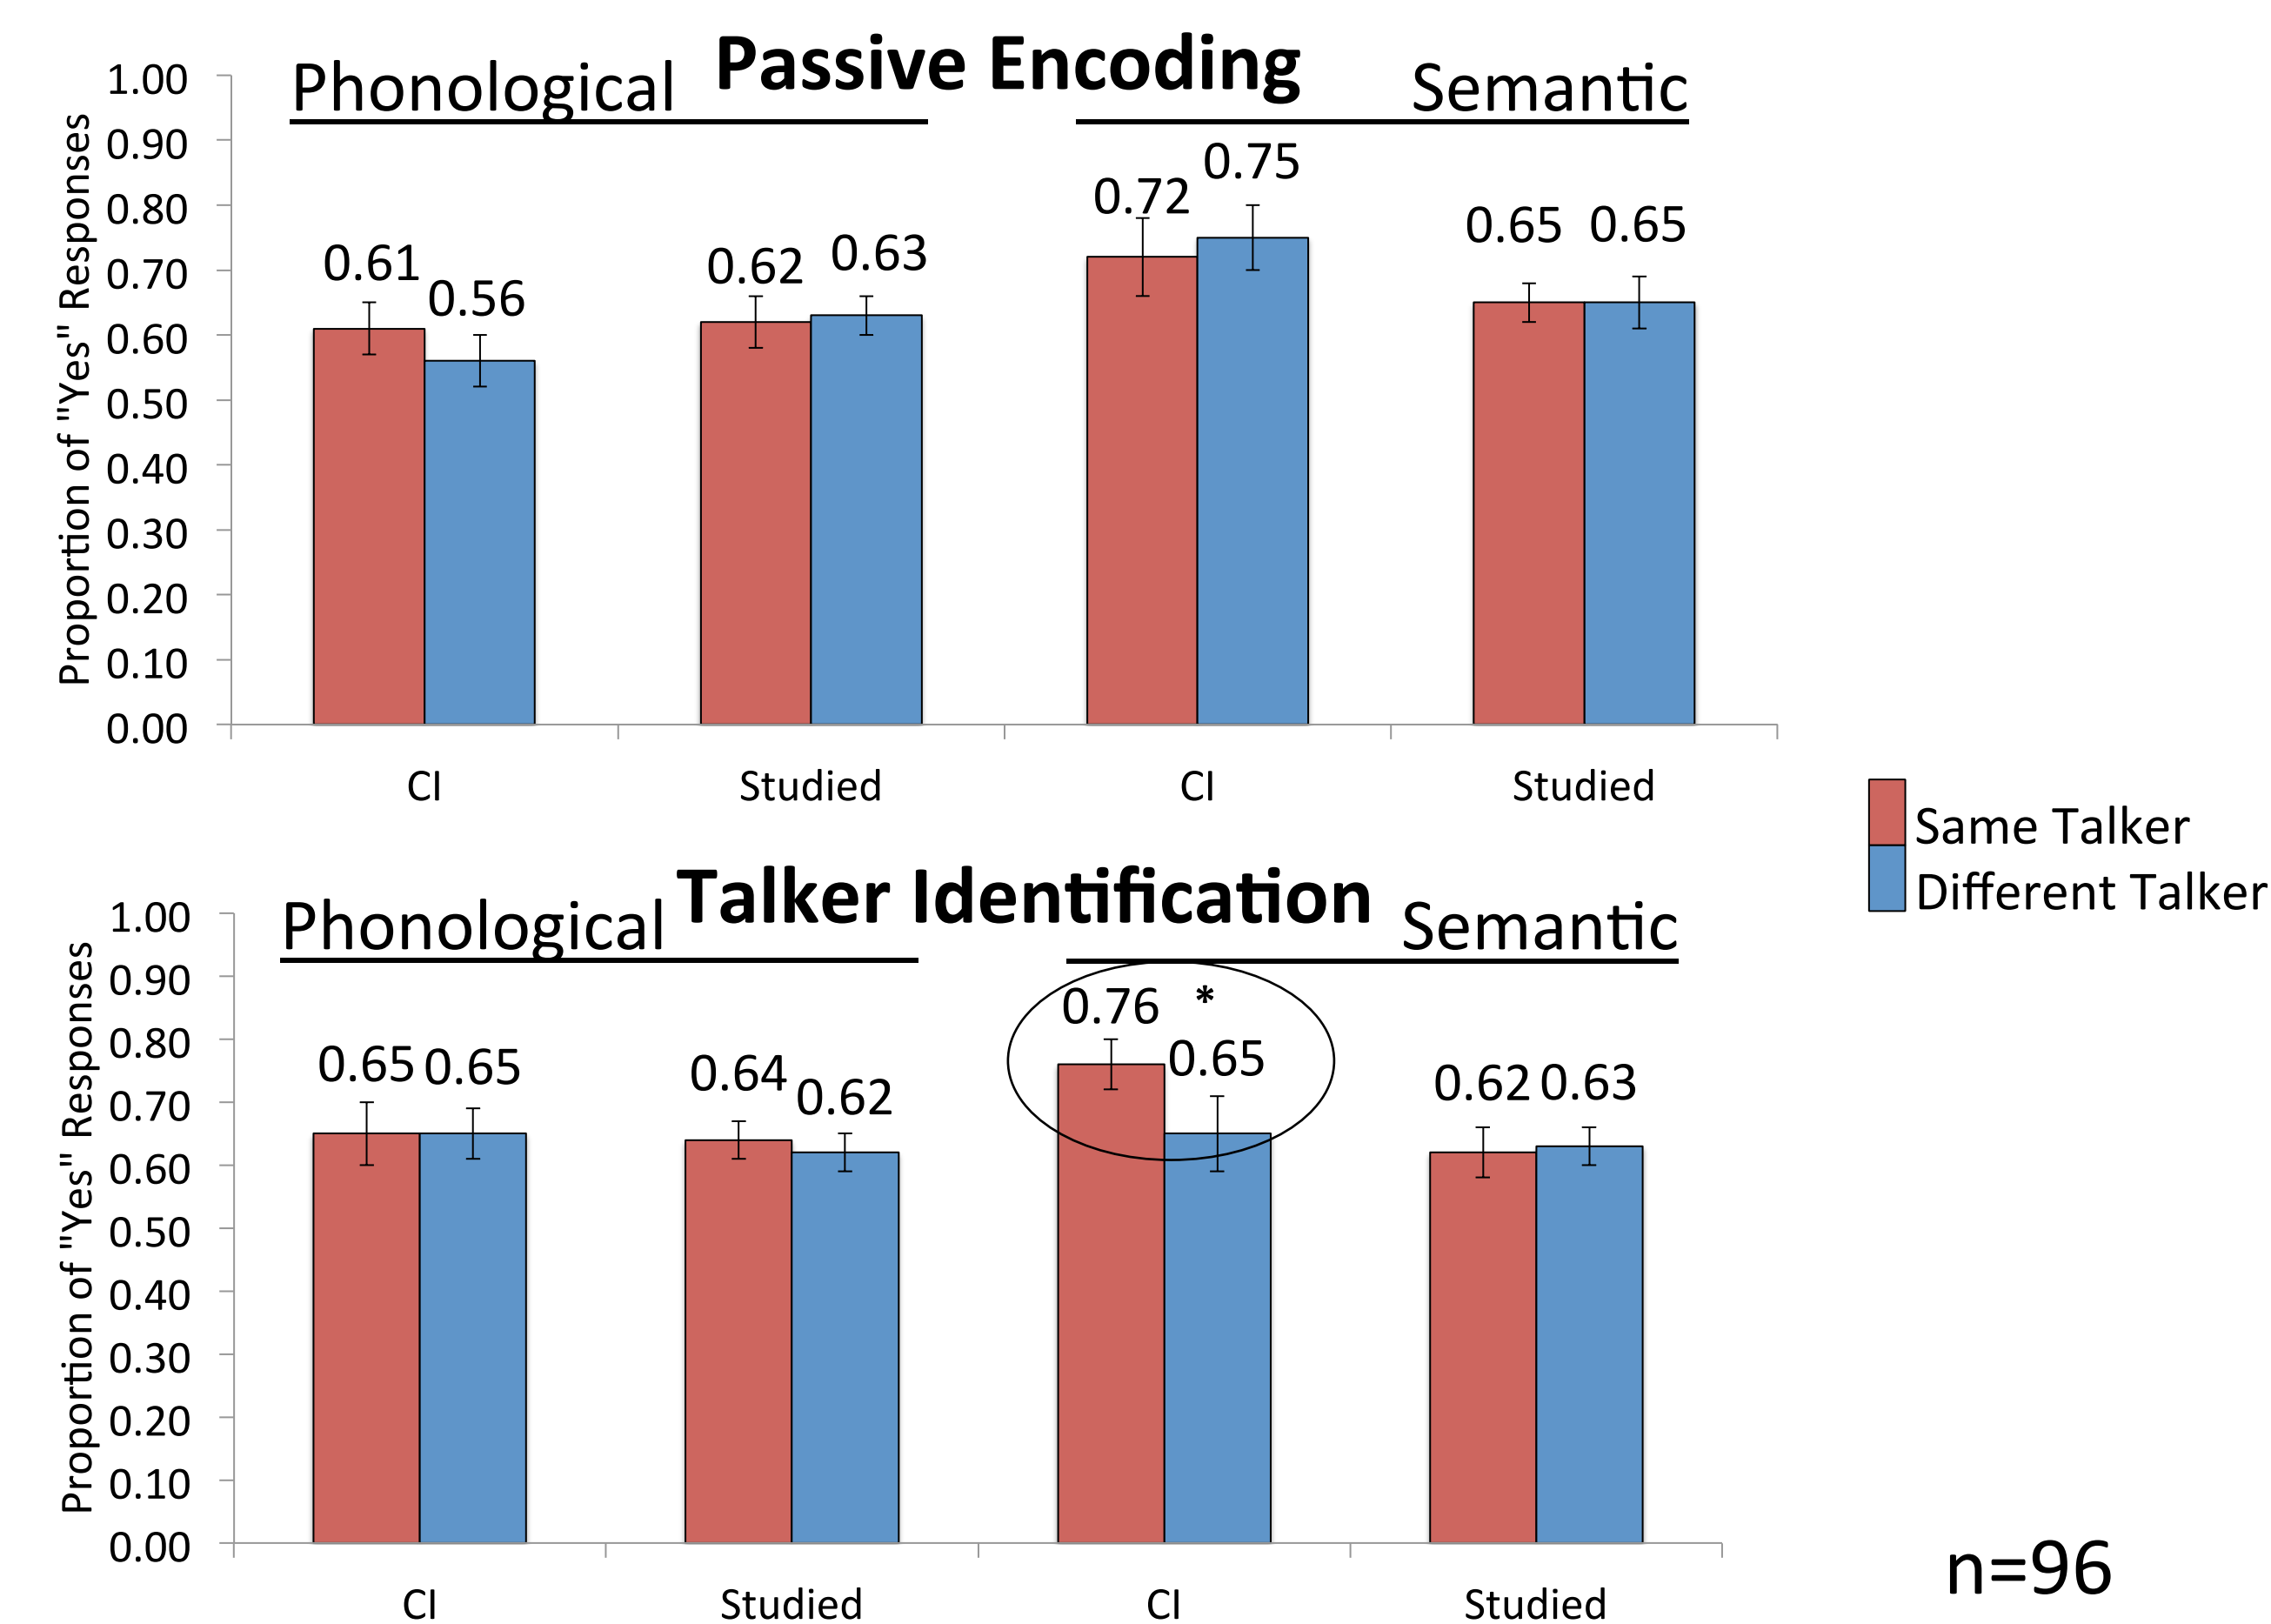 Passive Encoding
Phonological
Semantic
Proportion of "Yes" Responses
1.00
0.90
0.80
0.70
0.60
0.50
0.40
0.30
0.20
0.10
0.00
0.61
0.56
0.62
0.63
0.72
0.75
0.65
0.65
CI
Studied
CI
Studied
Same Talker
Different Talker
Talker Identification
Phonological
Semantic
Proportion of "Yes" Responses
1.00
0.90
0.80
0.70
0.60
0.50
0.40
0.30
0.20
0.10
0.00
0.65
0.65
0.64
0.62
0.76
*
0.65
0.62
0.63
CI
Studied
CI
Studied
n=96